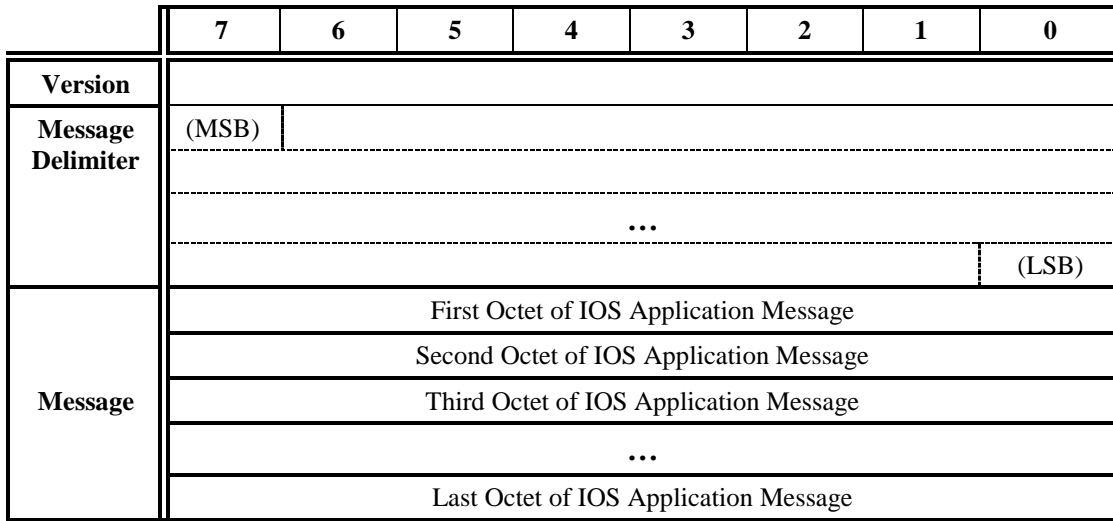 7 6 5 4 3 2 1 0
Version
Message (MSB)
Delimiter
...
(LSB)
First Octet of IOS Application Message
Second Octet of IOS Application Message
Message Third Octet of IOS Application Message
...
Last Octet of IOS Application Message